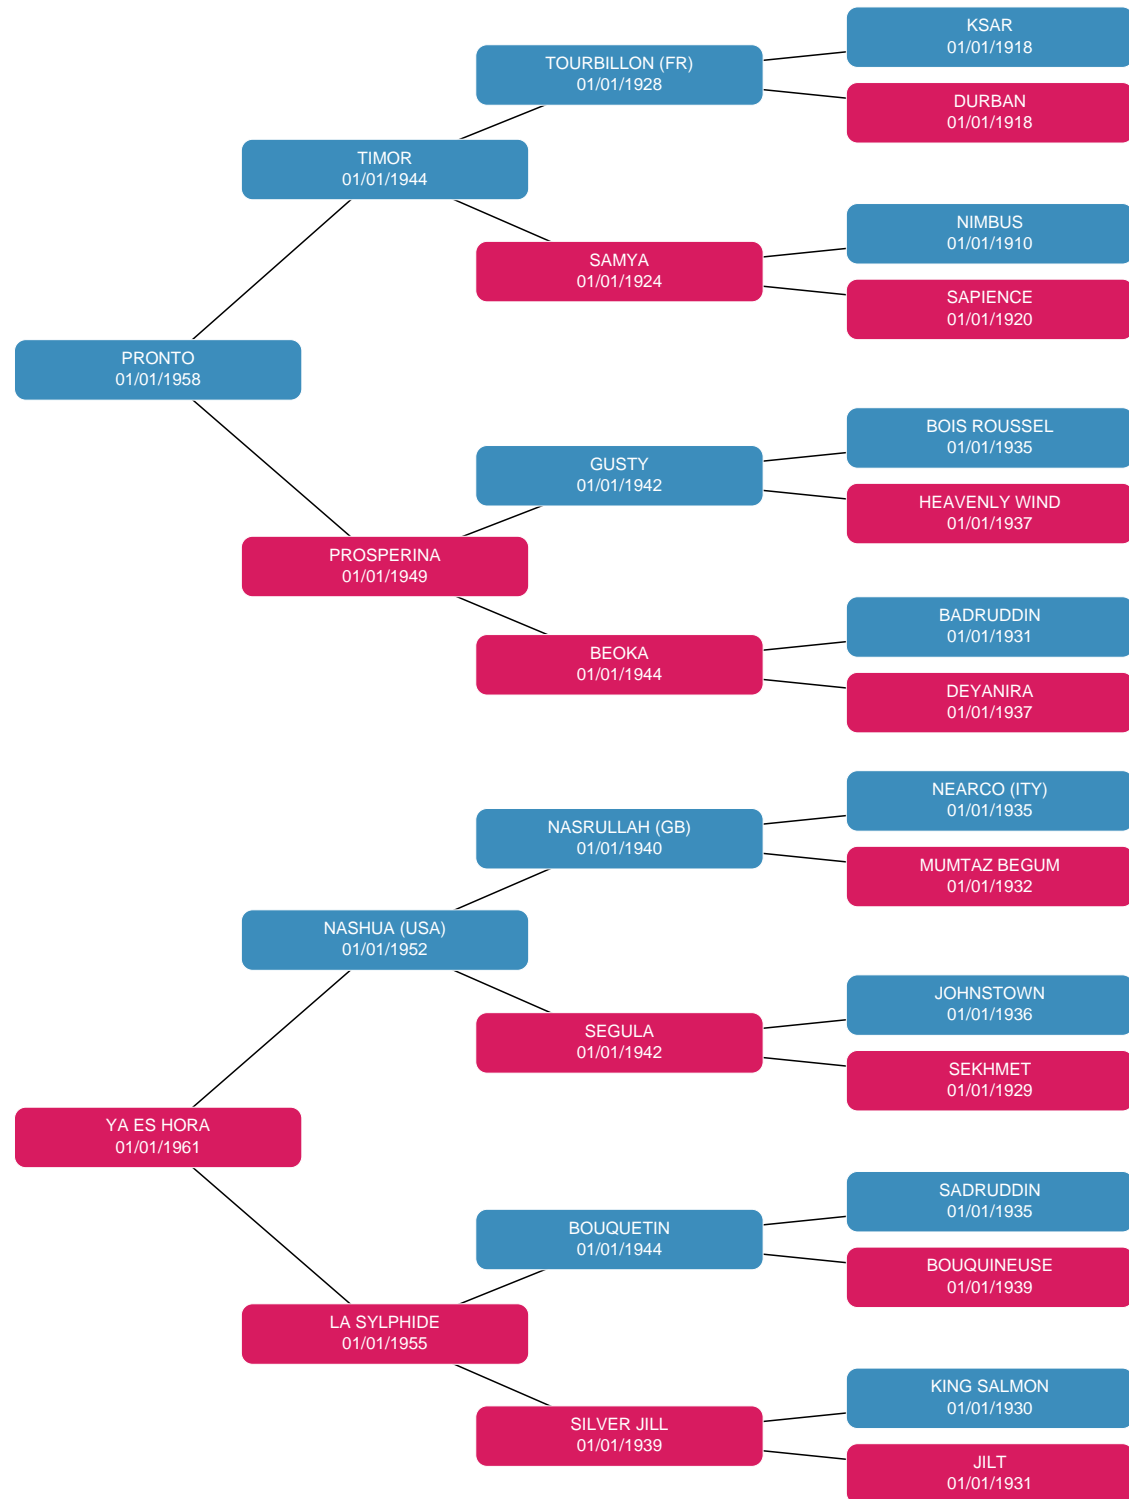 KSAR
01/01/1918
TOURBILLON (FR)
01/01/1928
DURBAN
01/01/1918
TIMOR
01/01/1944
NIMBUS
01/01/1910
SAMYA
01/01/1924
SAPIENCE
01/01/1920
PRONTO
01/01/1958
BOIS ROUSSEL
01/01/1935
GUSTY
01/01/1942
HEAVENLY WIND
01/01/1937
PROSPERINA
01/01/1949
BADRUDDIN
01/01/1931
BEOKA
01/01/1944
DEYANIRA
01/01/1937
NEARCO (ITY)
01/01/1935
NASRULLAH (GB)
01/01/1940
MUMTAZ BEGUM
01/01/1932
NASHUA (USA)
01/01/1952
JOHNSTOWN
01/01/1936
SEGULA
01/01/1942
SEKHMET
01/01/1929
YA ES HORA
01/01/1961
SADRUDDIN
01/01/1935
BOUQUETIN
01/01/1944
BOUQUINEUSE
01/01/1939
LA SYLPHIDE
01/01/1955
KING SALMON
01/01/1930
SILVER JILL
01/01/1939
JILT
01/01/1931